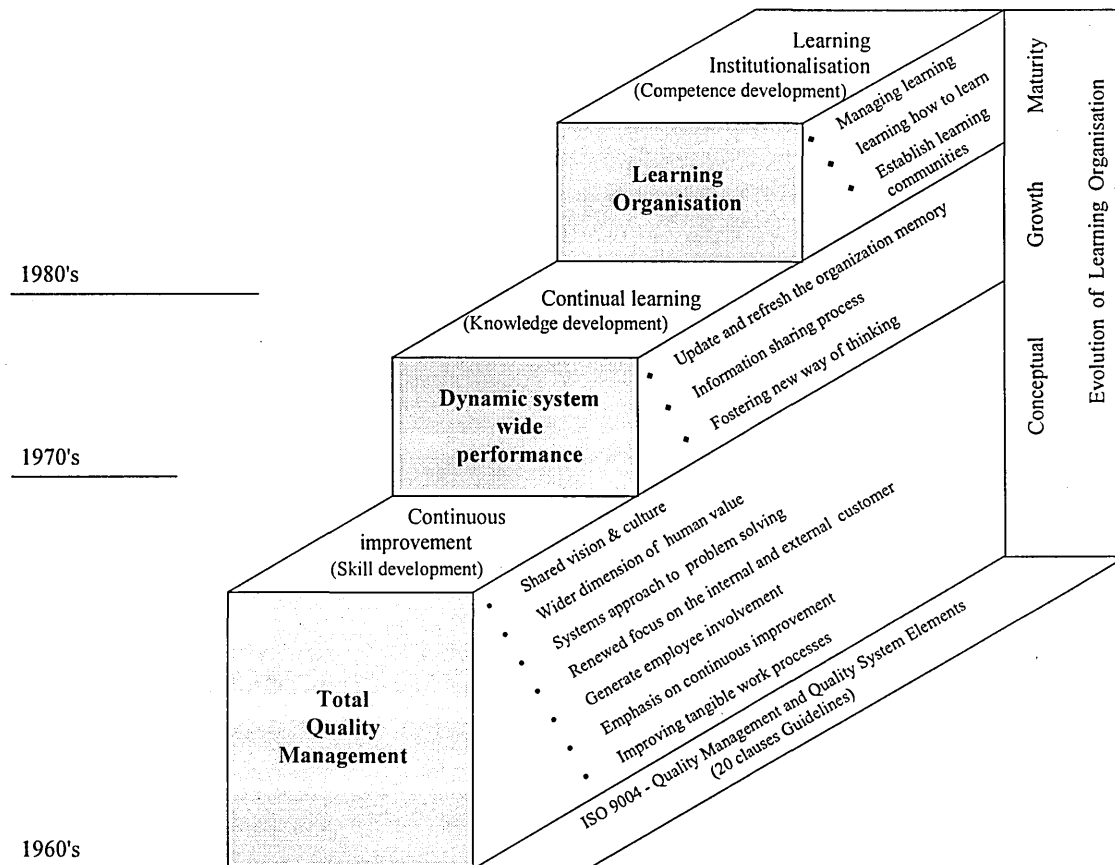 Learning
Institutionalisation
(Competence development)
Managing learning
learning how to learn
Establish learning
communities
Learning
Organisation
Maturity
Growth
Conceptual
Evolution of Learning Organisation
1980's
Continual learning
(Knowledge development)
Update and refresh the organization memory
Information sharing process
Fostering new way of thinking
Dynamic system
wide
performance
1970's
Continuous
improvement
(Skill development)
Shared vision & culture
Wider dimension of human value
Systems approach to problem solving
Renewed focus on the internal and external customer
Generate employee involvement
Emphasis on continuous improvement
Improving tangible work processes
Total
Quality
Management
ISO 9004 - Quality Management and Quality System Elements
(20 clauses Guidelines)
1960's